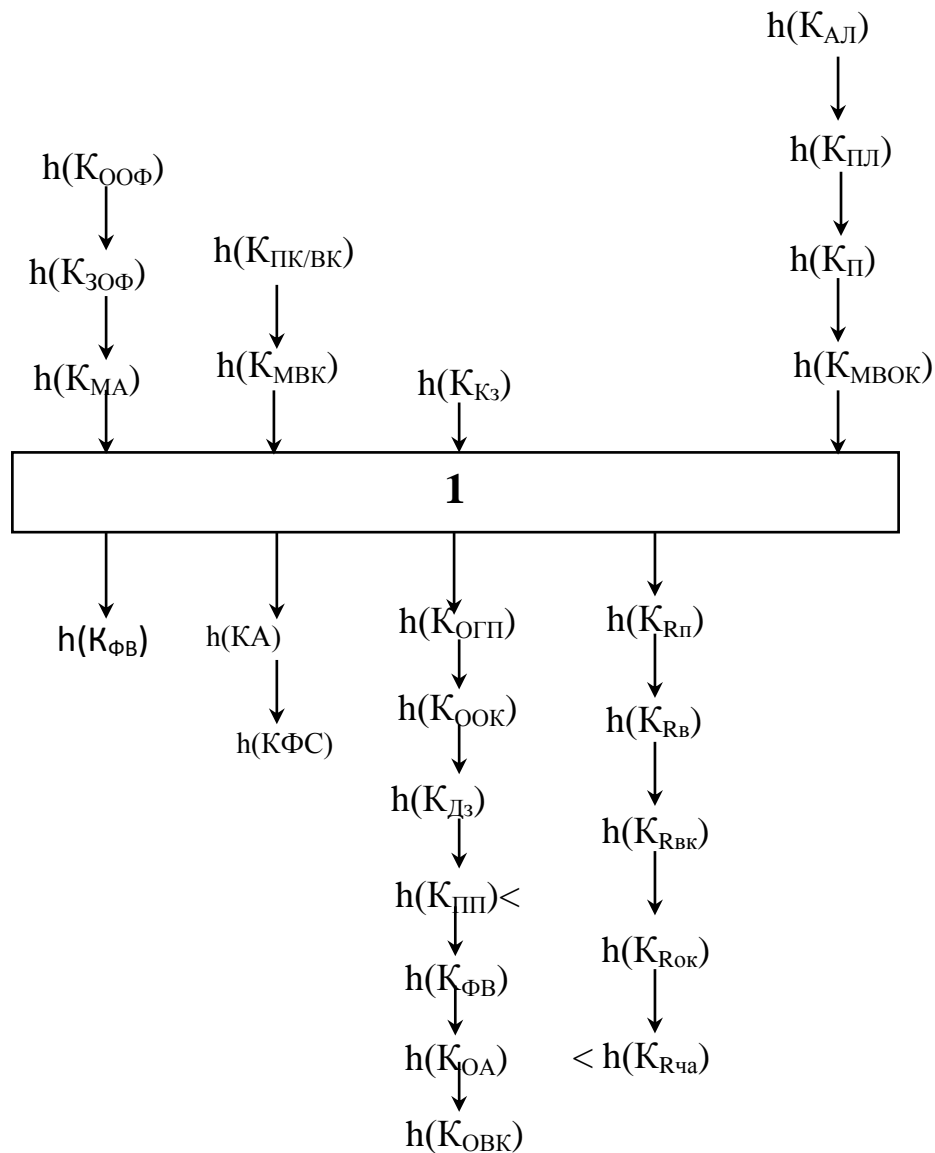 h(К_АЛ)
h(К_ООФ) h(К_ПЛ)
h(К_ЗОФ) h(К_ПК/ВК) h(К_П)
h(К_МА) h(К_МВК) h(К_Кз) h(К_МВОК)
1
h(К_ФВ) h(КА) h(К_ОГП) h(К_Rп)
h(КФС) h(К_ООК) h(К_Rв)
h(К_Дз) h(К_Rвк)
h(К_ПП)<
h(К_ФВ) h(К_Rок)
h(К_ОА) < h(К_Rча)
h(К_ОВК)